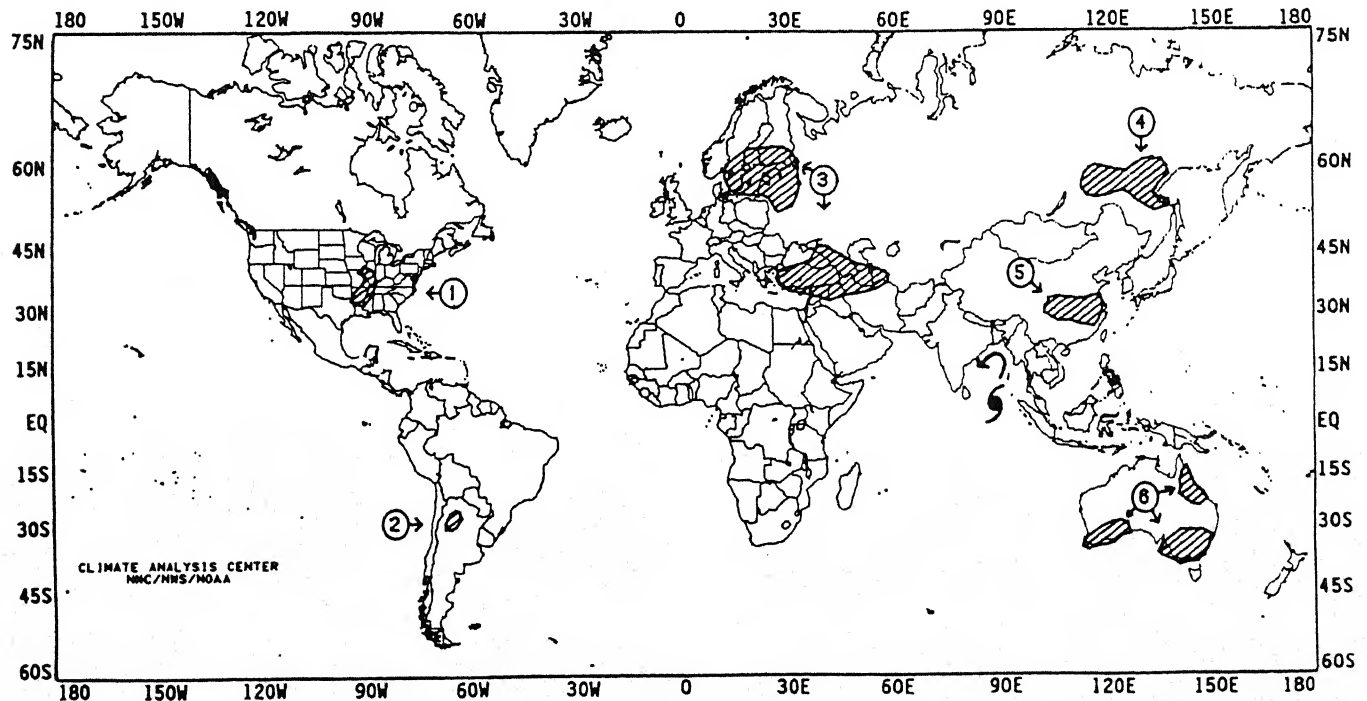 180 150W 120W 90W 60W 30W 0 30E 60E 90E 120E 150E 180
75N 75N
4
60N 60N
3
45N 45N
5
1
30N 30N
15N 15N
EQ EQ
15S 15S
6
2
30S 30S
CLIMATE ANALYSIS CENTER
NMC/NWS/NOAA
45S 45S
60S 60S
180 150W 120W 90W 60W 30W 0 30E 60E 90E 120E 150E 180